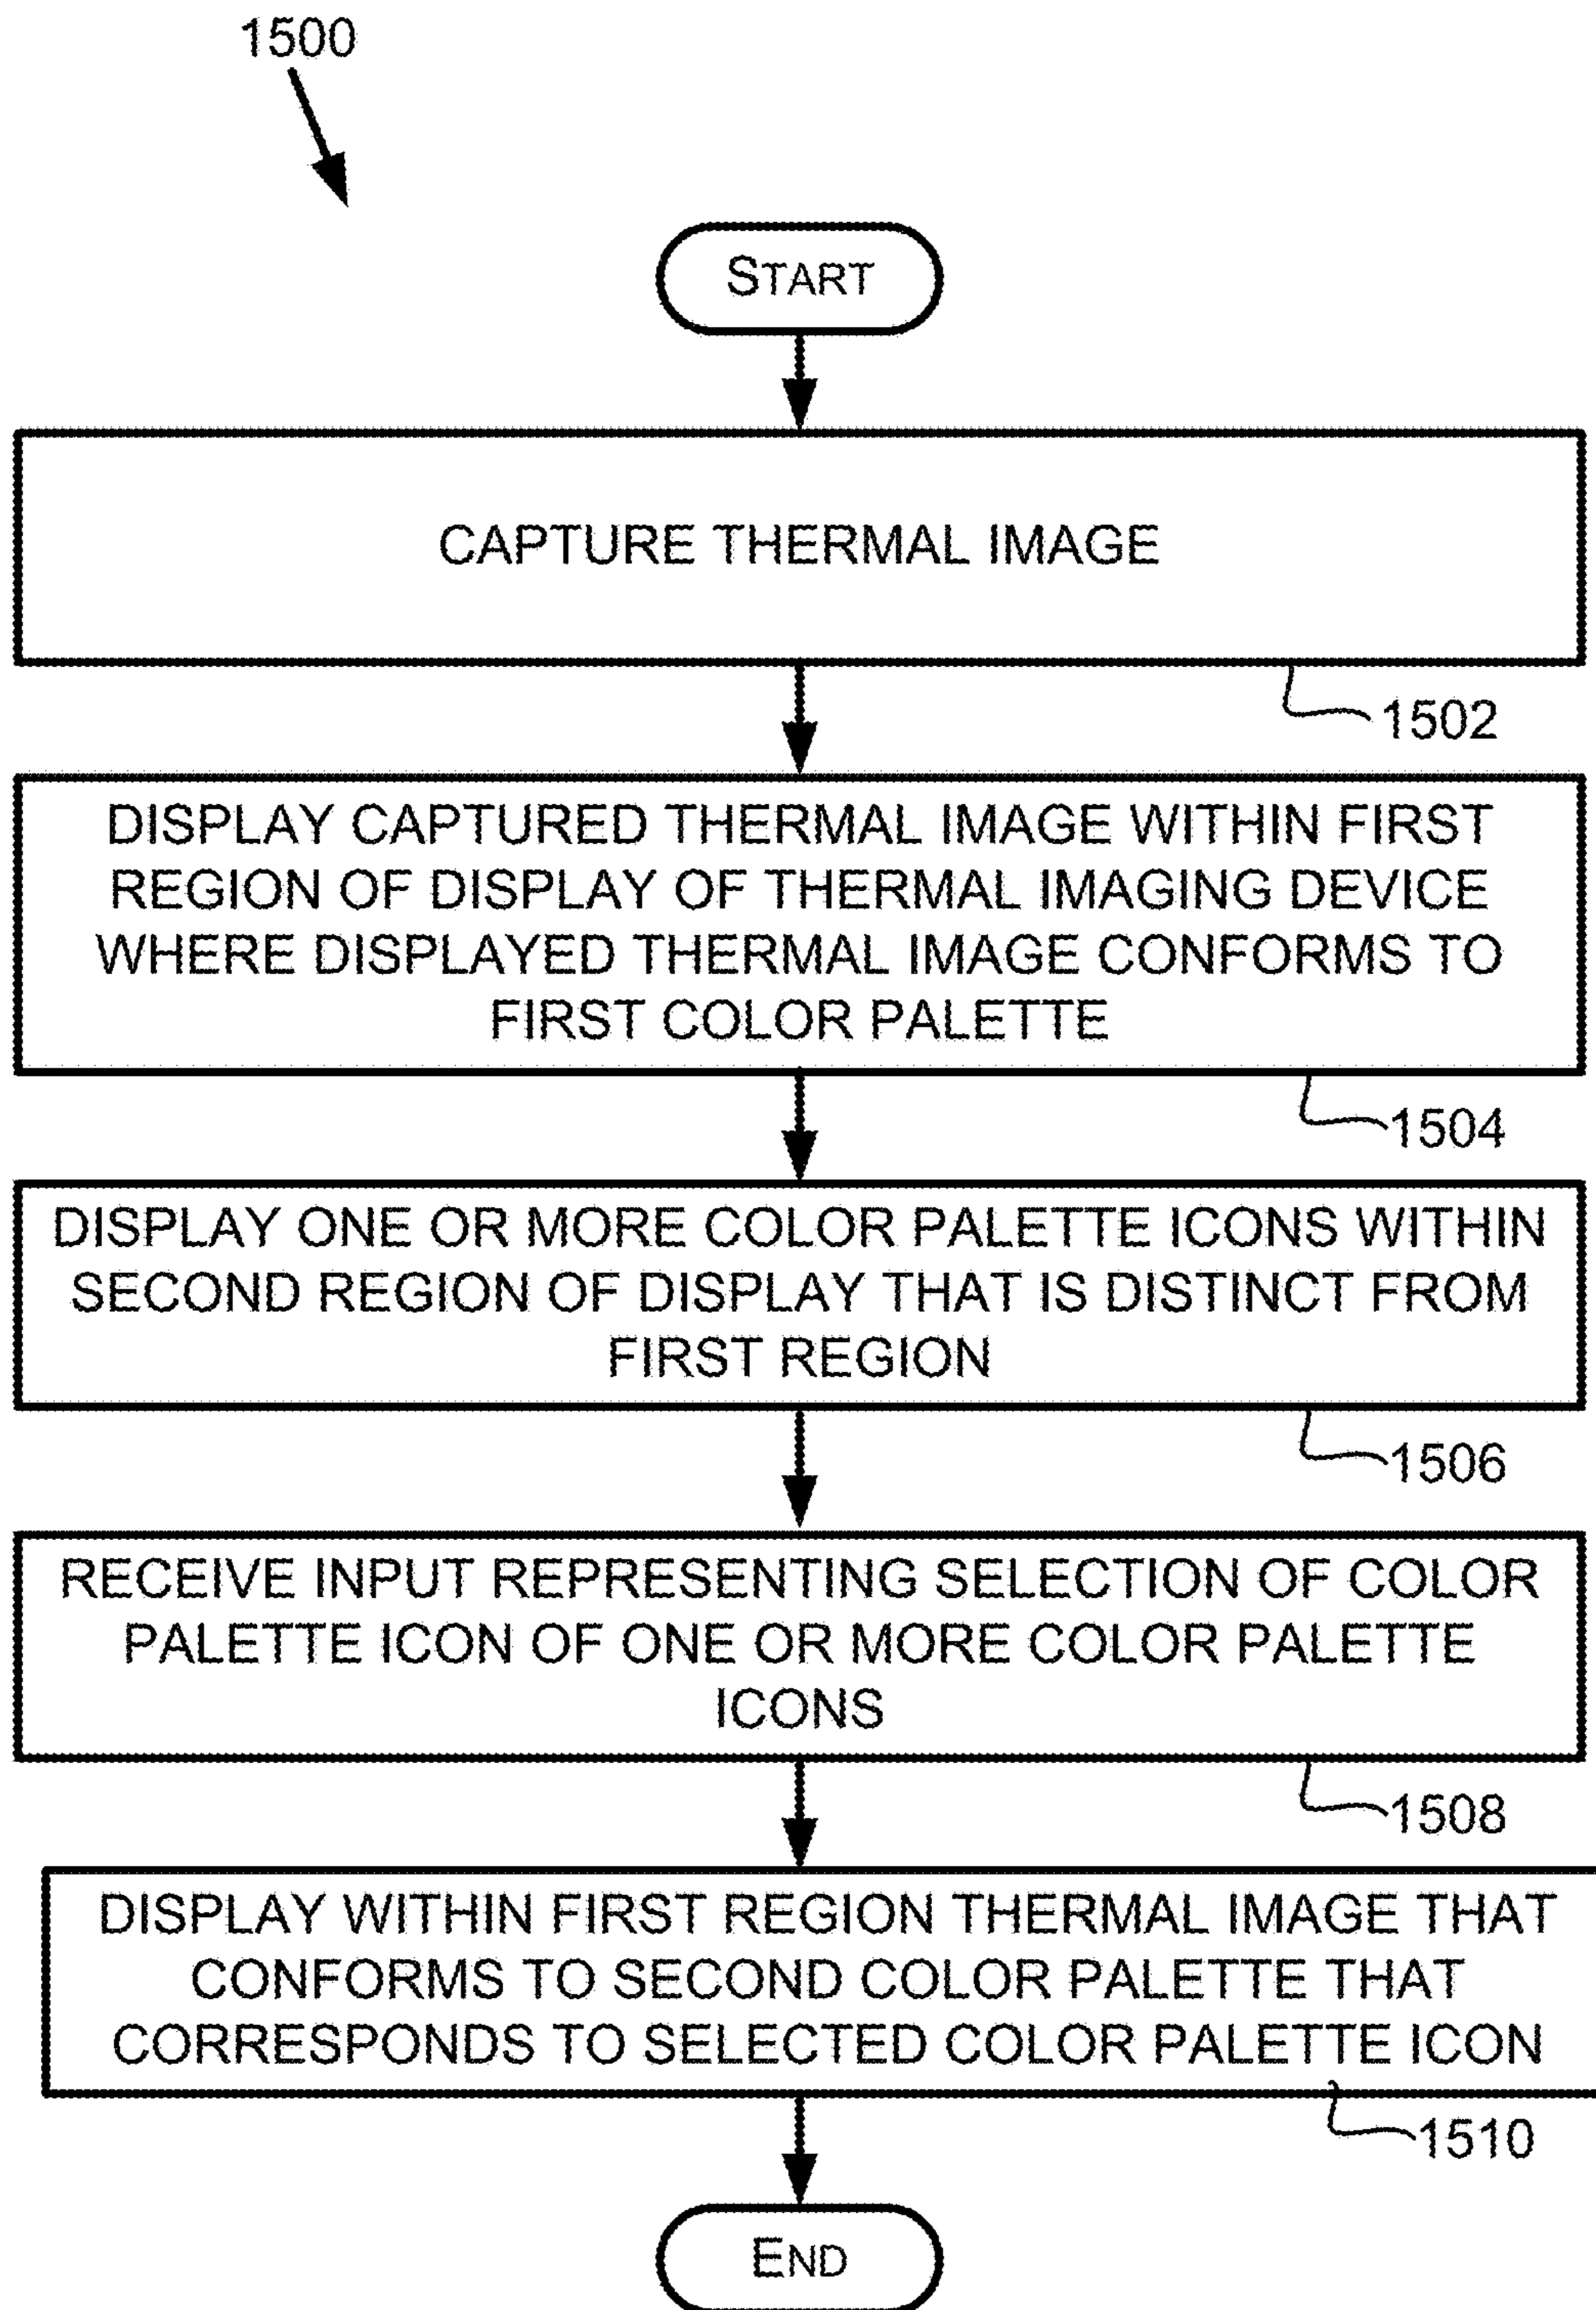 1500
START
CAPTURE THERMAL IMAGE
1502
DISPLAY CAPTURED THERMAL IMAGE WITHIN FIRST
REGION OF DISPLAY OF THERMAL IMAGING DEVICE
WHERE DISPLAYED THERMAL IMAGE CONFORMS TO
FIRST COLOR PALETTE
1504
DISPLAY ONE OR MORE COLOR PALETTE ICONS WITHIN
SECOND REGION OF DISPLAY THAT IS DISTINCT FROM
FIRST REGION
1506
RECEIVE INPUT REPRESENTING SELECTION OF COLOR
PALETTE ICON OF ONE OR MORE COLOR PALETTE
ICONS
1508
DISPLAY WITHIN FIRST REGION THERMAL IMAGE THAT
CONFORMS TO SECOND COLOR PALETTE THAT
CORRESPONDS TO SELECTED COLOR PALETTE ICON
1510
END